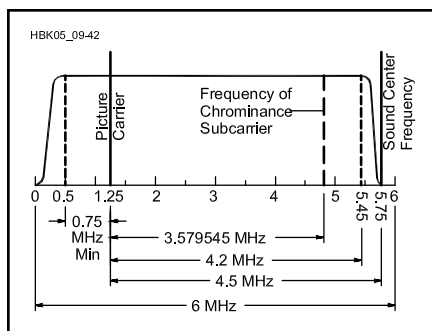 HBK05_09-42
Picture
Carrier
Frequency of
Chrominance
Subcarrier
Sound Center
Frequency
0 0.5 1.25 2 3 4 5 5.45 5.75 6
0.75
MHz
Min
3.579545 MHz
4.2 MHz
4.5 MHz
6 MHz